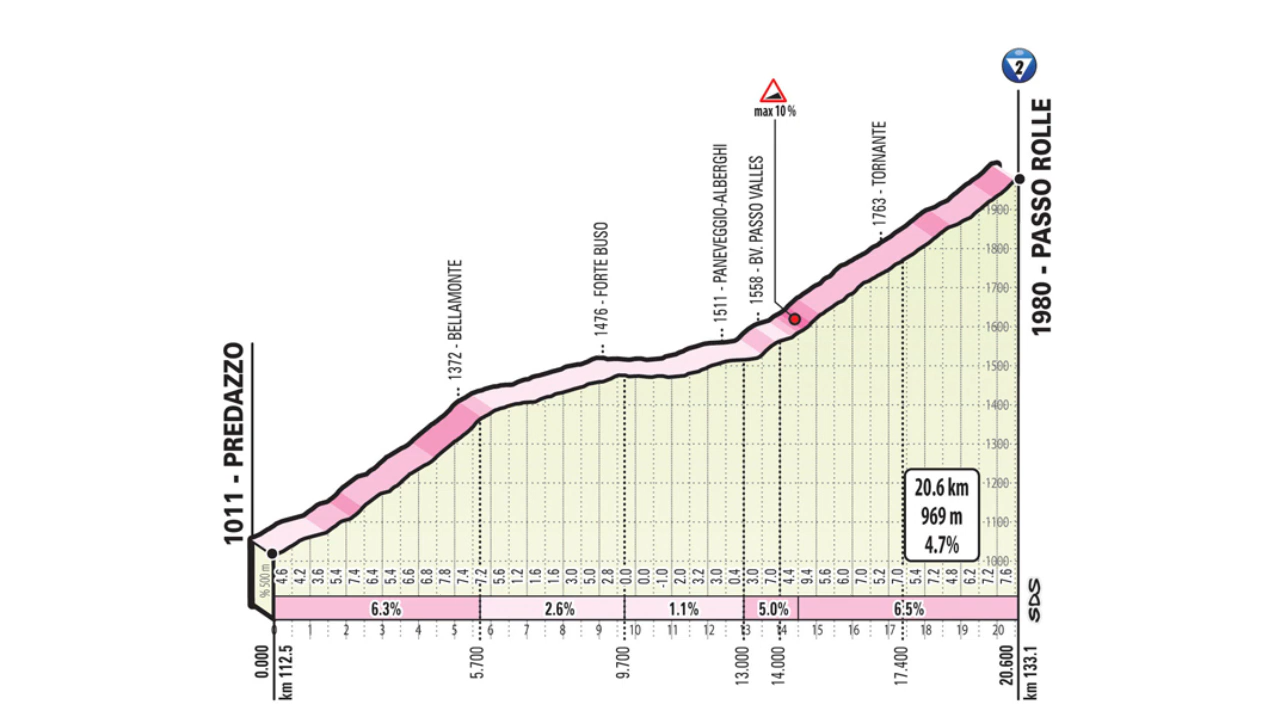 2
max 10 %
1011 - PREDAZZO
1372 - BELLAMONTE
1476 - FORTE BUSO
1511 - PANEVEGGIO-ALBERGHI
1558 - BV. PASSO VALLES
1763 - TORNANTE
1980 - PASSO ROLLE
1900
1800
1700
1600
1500
1400
1300
1200
1100
1000
20.6 km
969 m
4.7%
% 500 m
4.6 4.2 3.6 5.4 7.4 6.4 5.4 6.6 6.8 7.8 7.4 7.2 5.6 1.2 1.6 1.6 3.0 5.0 2.8 0.0 0.0 -1.0 2.0 3.2 3.0 0.4 3.0 7.0 4.4 9.4 5.6 6.0 7.0 5.2 7.0 5.4 7.2 4.8 6.2 7.2 7.6
6.3% 2.6% 1.1% 5.0% 6.5%
0 1 2 3 4 5 6 7 8 9 10 11 12 13 14 15 16 17 18 19 20
0.000 5.700 9.700 13.000 14.000 17.400 20.600
km 112.5 km 133.1
SDS